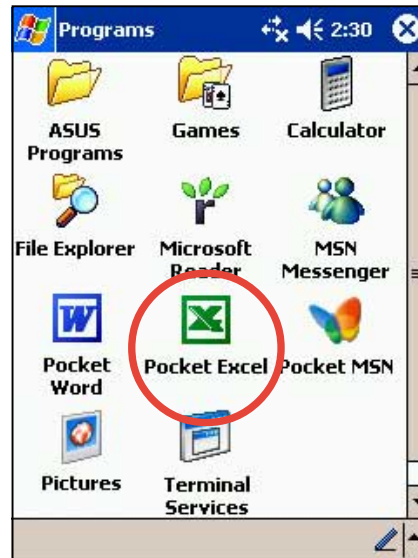 Programs 2:30
ASUS Programs
Games
Calculator
File Explorer
Microsoft Reader
MSN Messenger
Pocket Word
Pocket Excel
Pocket MSN
Pictures
Terminal Services